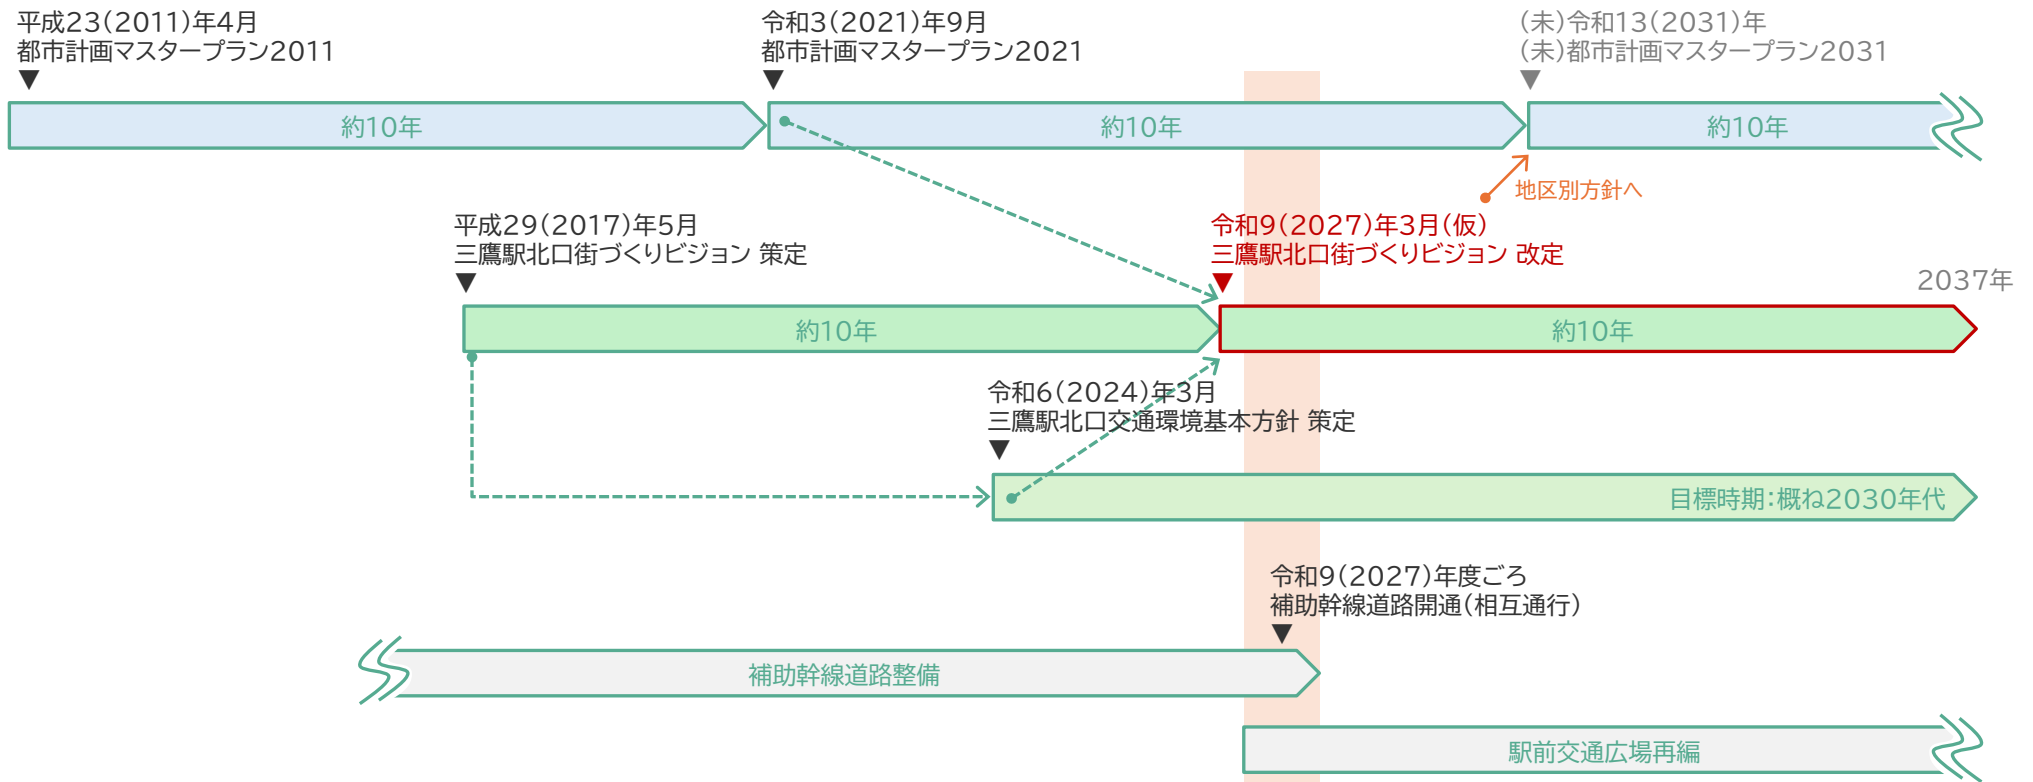 平成23(2011)年4月
都市計画マスタープラン2011
令和3(2021)年9月
都市計画マスタープラン2021
(未)令和13(2031)年
(未)都市計画マスタープラン2031
約10年
約10年
約10年
地区別方針へ
平成29(2017)年5月
三鷹駅北口街づくりビジョン 策定
令和9(2027)年3月(仮)
三鷹駅北口街づくりビジョン 改定
2037年
約10年
約10年
令和6(2024)年3月
三鷹駅北口交通環境基本方針 策定
目標時期:概ね2030年代
令和9(2027)年度ごろ
補助幹線道路開通(相互通行)
補助幹線道路整備
駅前交通広場再編